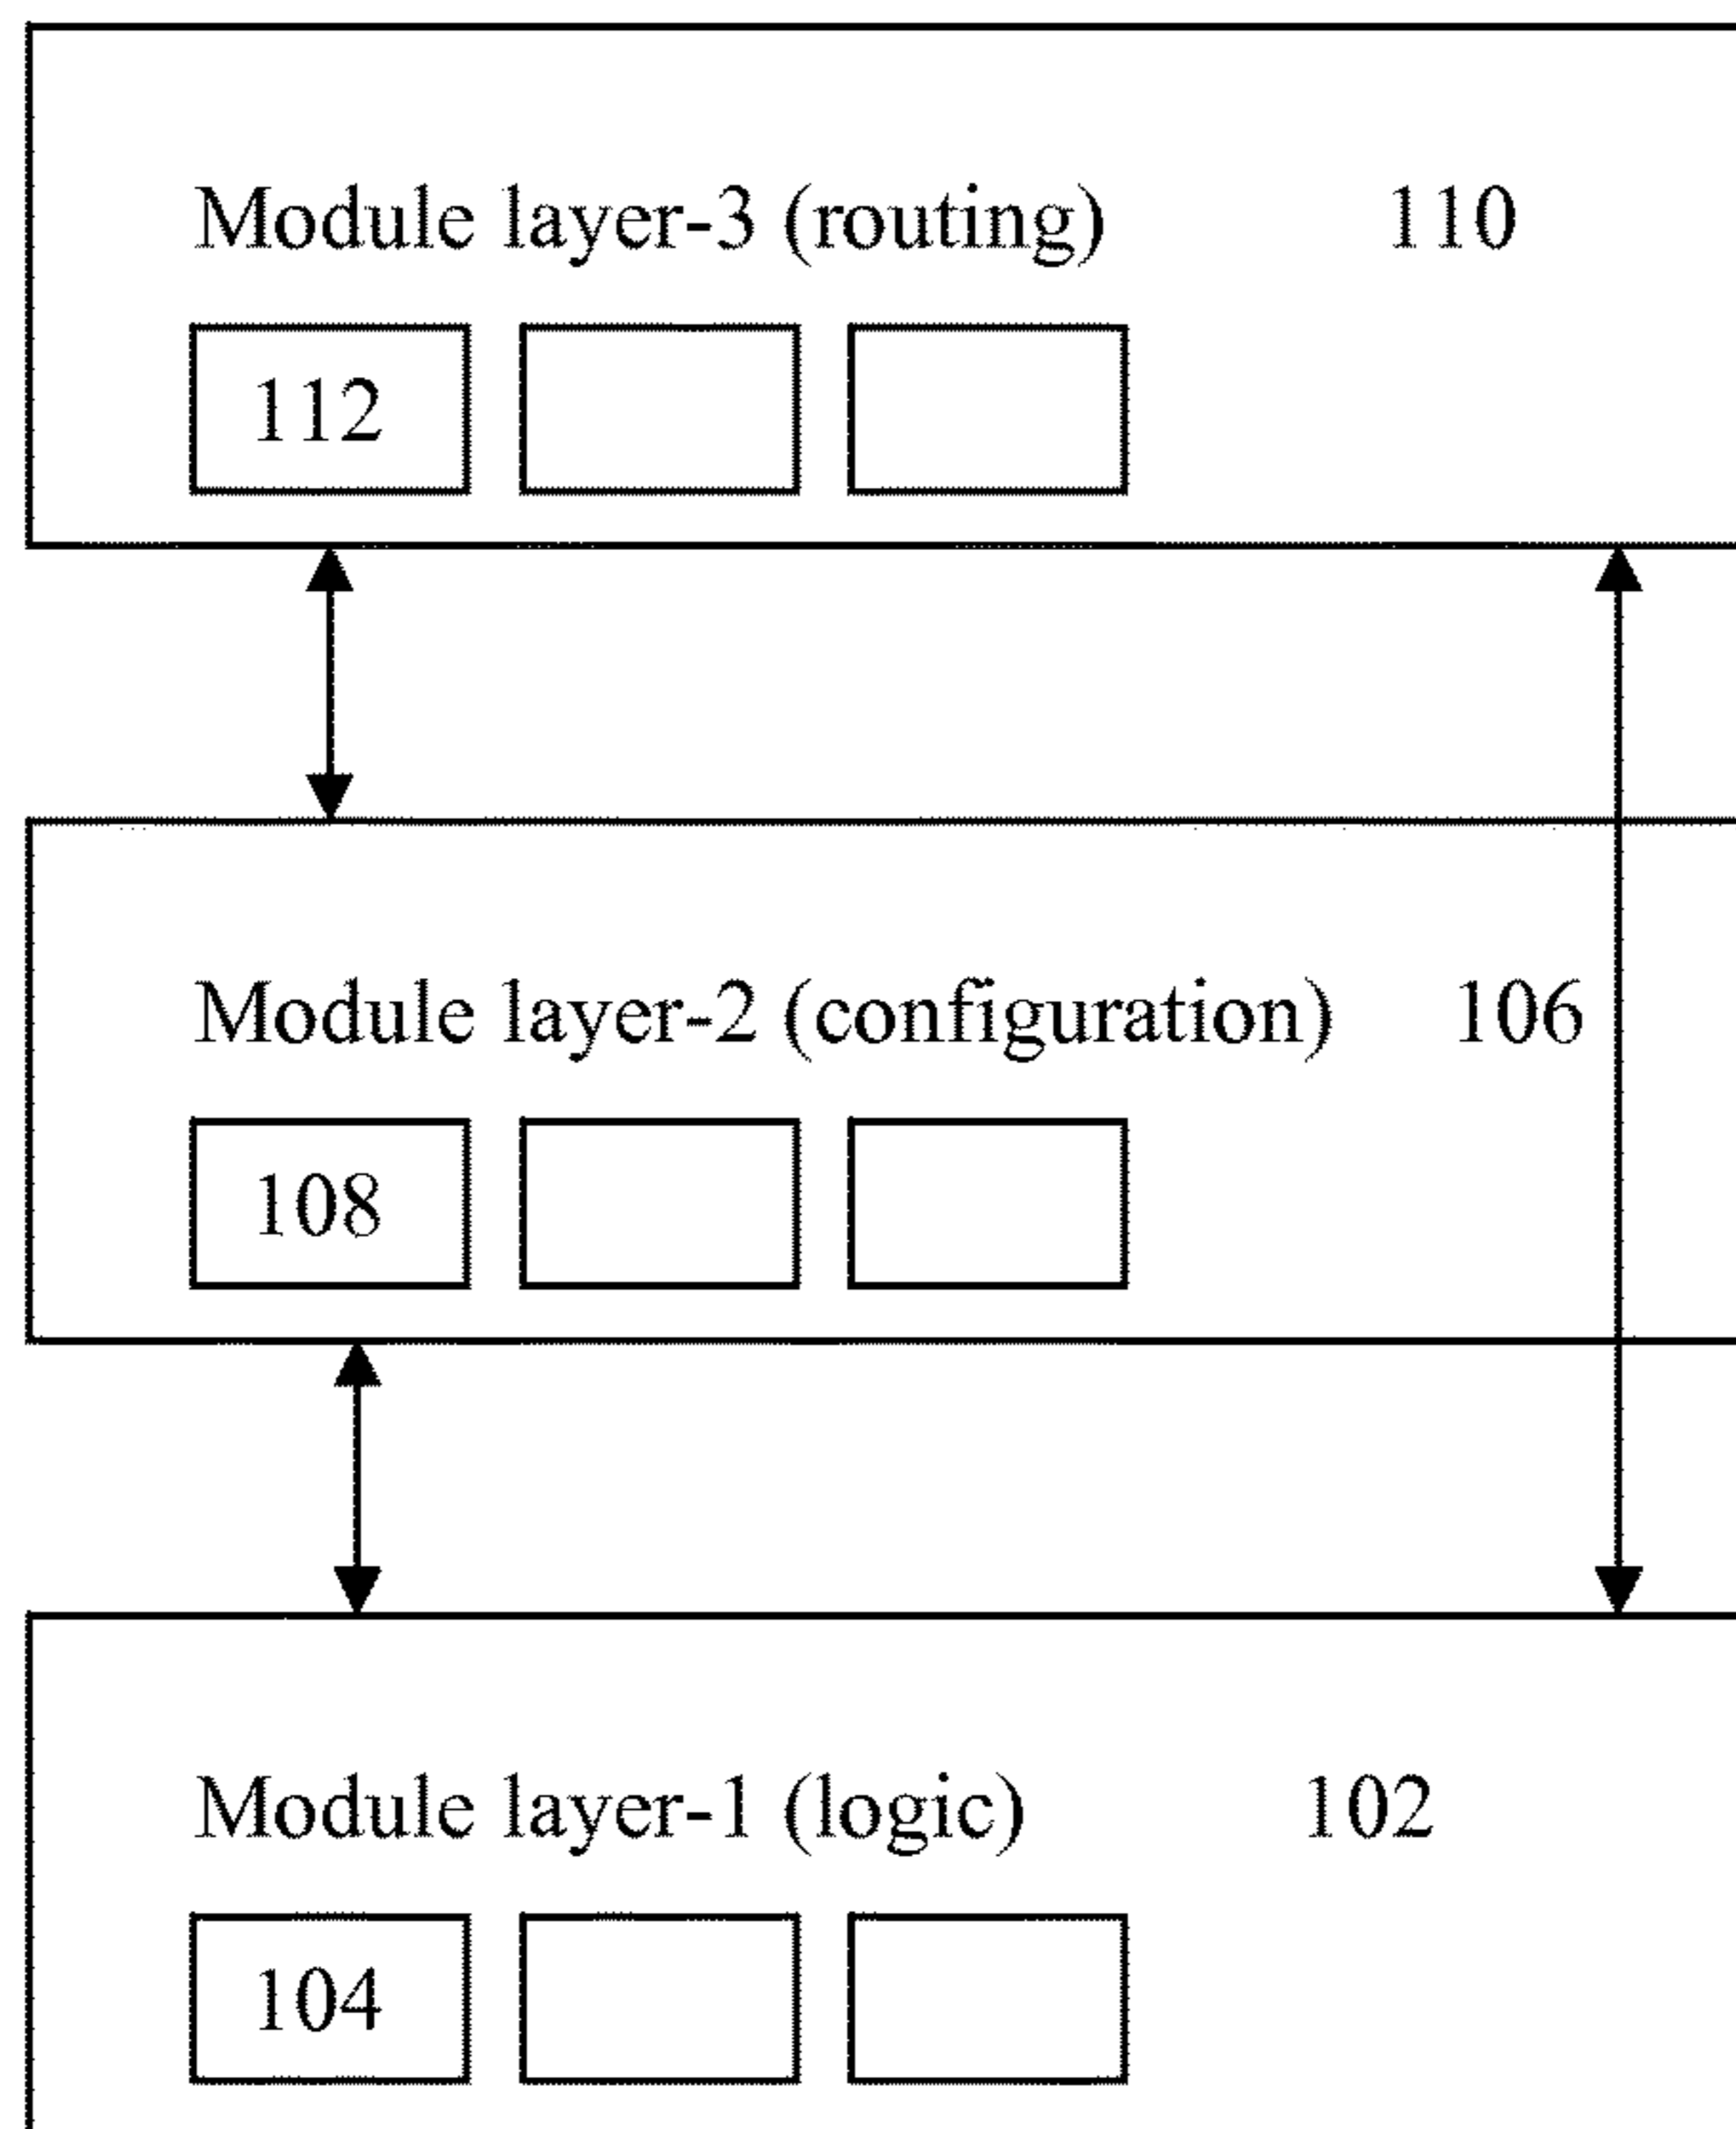 Module layer-3 (routing) 110
112
Module layer-2 (configuration) 106
108
Module layer-1 (logic) 102
104